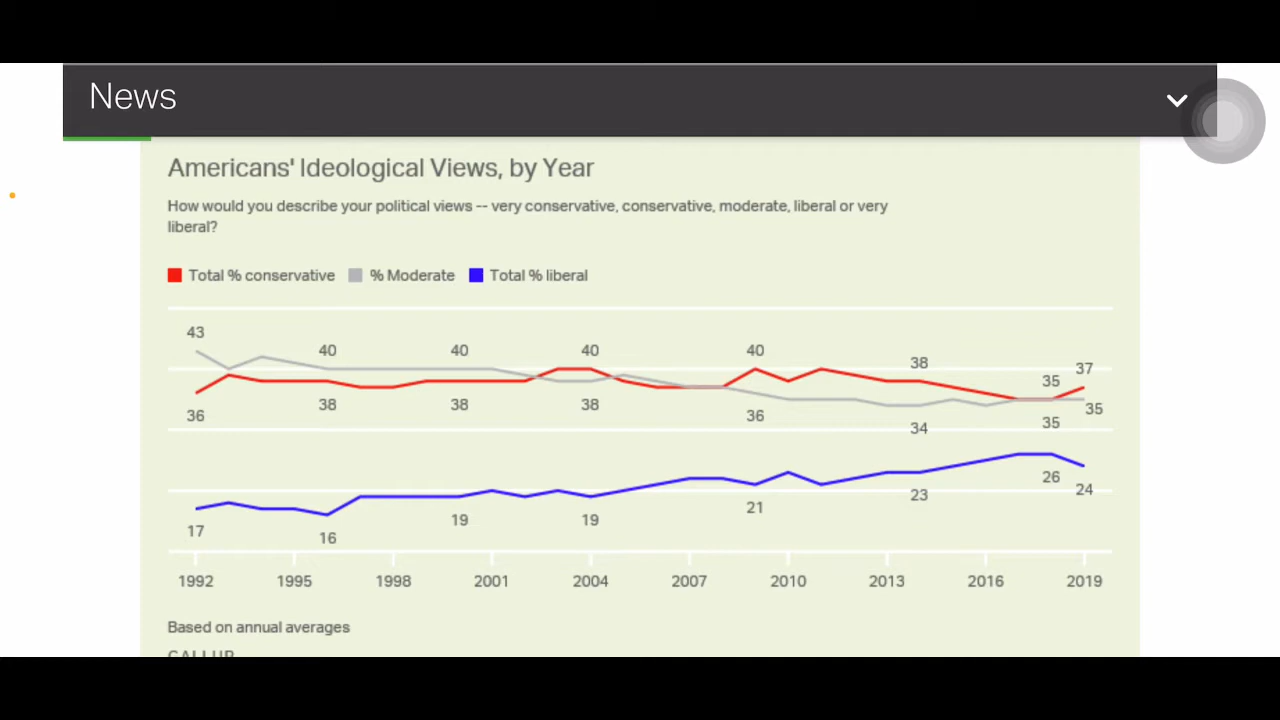 News
Americans' Ideological Views, by Year
How would you describe your political views -- very conservative, conservative, moderate, liberal or very
liberal?
Total % conservative % Moderate Total % liberal
43 40 40 40 40 38 35 37
36 38 38 38 36 34 35 35
17 16 19 19 21 23 26 24
1992 1995 1998 2001 2004 2007 2010 2013 2016 2019
Based on annual averages
GALLUP